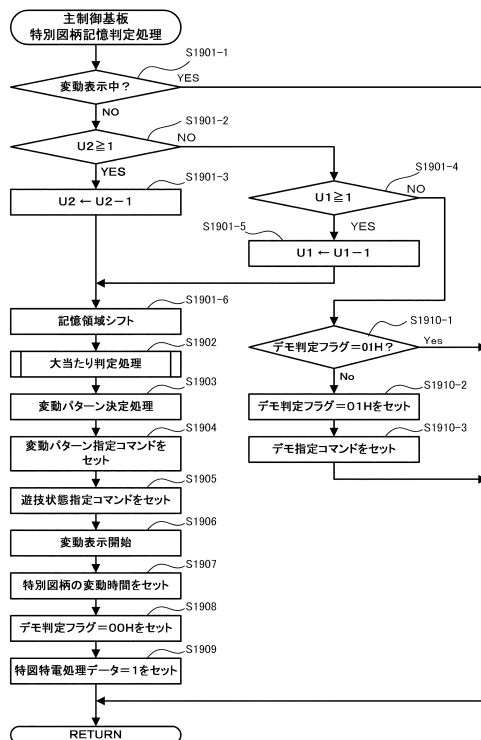 主制御基板
特別図柄記憶判定処理
S1901-1
変動表示中？
YES
NO
S1901-2
U2≧1
NO
YES
S1901-3
U2 ← U2−1
S1901-4
U1≧1
NO
YES
S1901-5
U1 ← U1−1
S1901-6
記憶領域シフト
S1902
大当たり判定処理
S1903
変動パターン決定処理
S1904
変動パターン指定コマンドを
セット
S1905
遊技状態指定コマンドをセット
S1906
変動表示開始
S1907
特別図柄の変動時間をセット
S1908
デモ判定フラグ＝00Hをセット
S1909
特図特電処理データ＝1をセット
S1910-1
デモ判定フラグ＝01H？
Yes
No
S1910-2
デモ判定フラグ＝01Hをセット
S1910-3
デモ指定コマンドをセット
RETURN